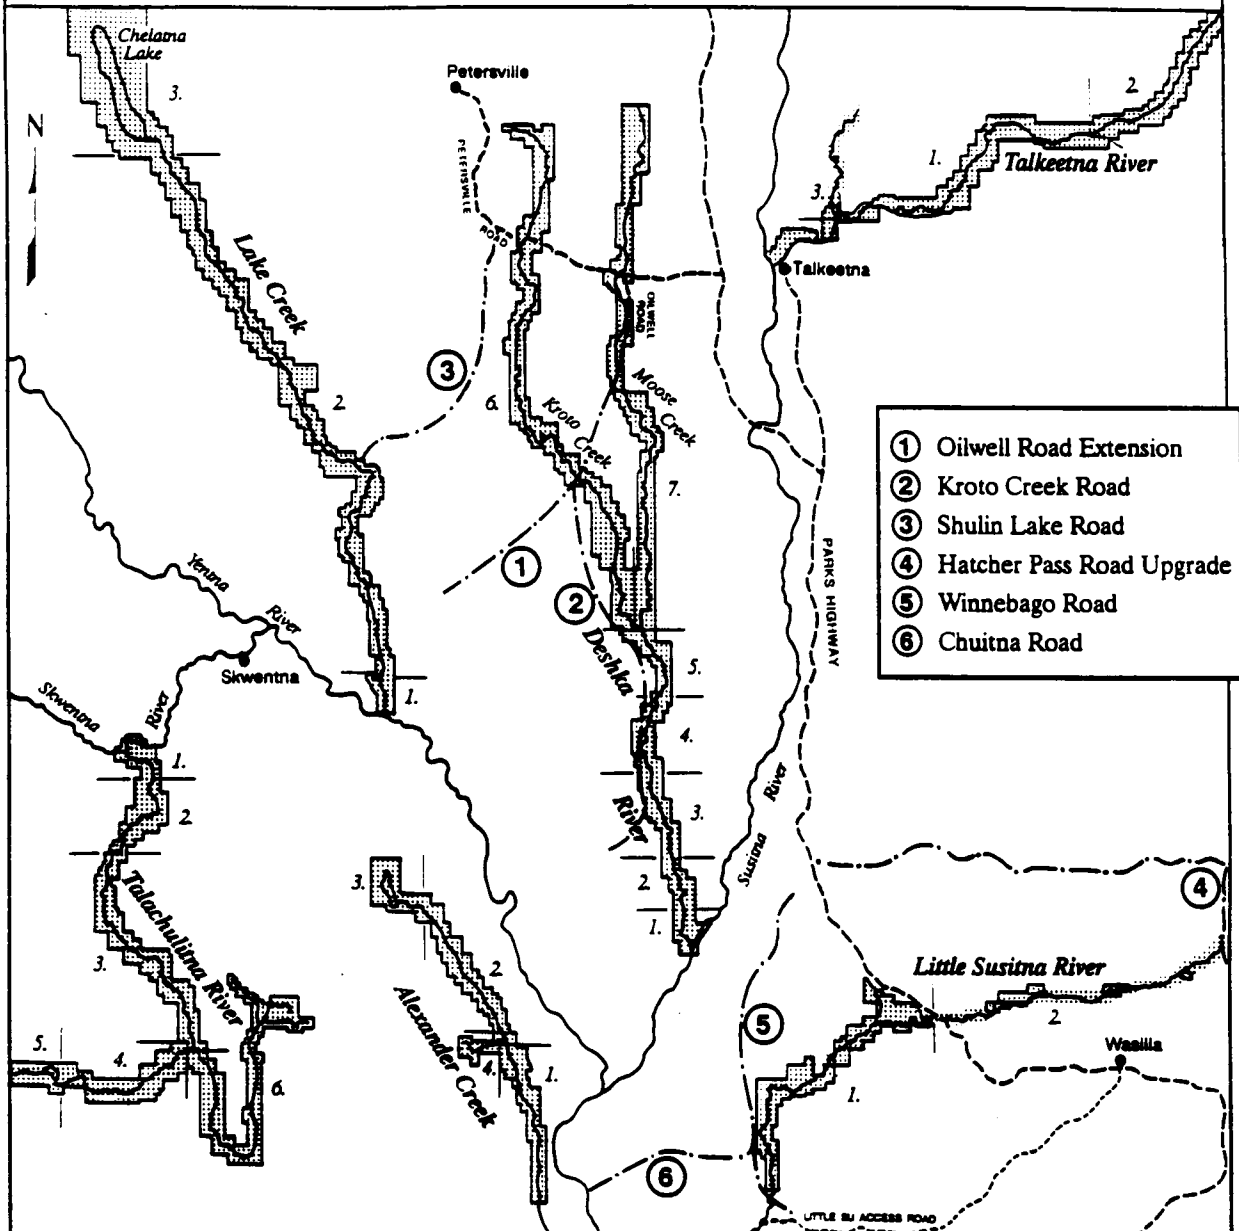 Chelatna
Lake
3.
N
Petersville
PETERSVILLE
ROAD
2.
1.
Talkeetna River
3.
Talkeetna
Lake Creek
OILWELL
ROAD
3
2.
6.
Kroto
Creek
Moose
Creek
7.
1 Oilwell Road Extension
2 Kroto Creek Road
3 Shulin Lake Road
4 Hatcher Pass Road Upgrade
5 Winnebago Road
6 Chuitna Road
PARKS HIGHWAY
Yentna
River
1
2
Skwentna
Skwentna
River
1.
Deshka
River
5.
4.
3.
2.
1.
Susitna
River
1.
2.
Talachulitna
River
3.
5.
4.
6.
3.
2.
Alexander
Creek
4.
1.
4
Little Susitna River
2.
5
Wasilla
1.
6
LITTLE SU ACCESS ROAD